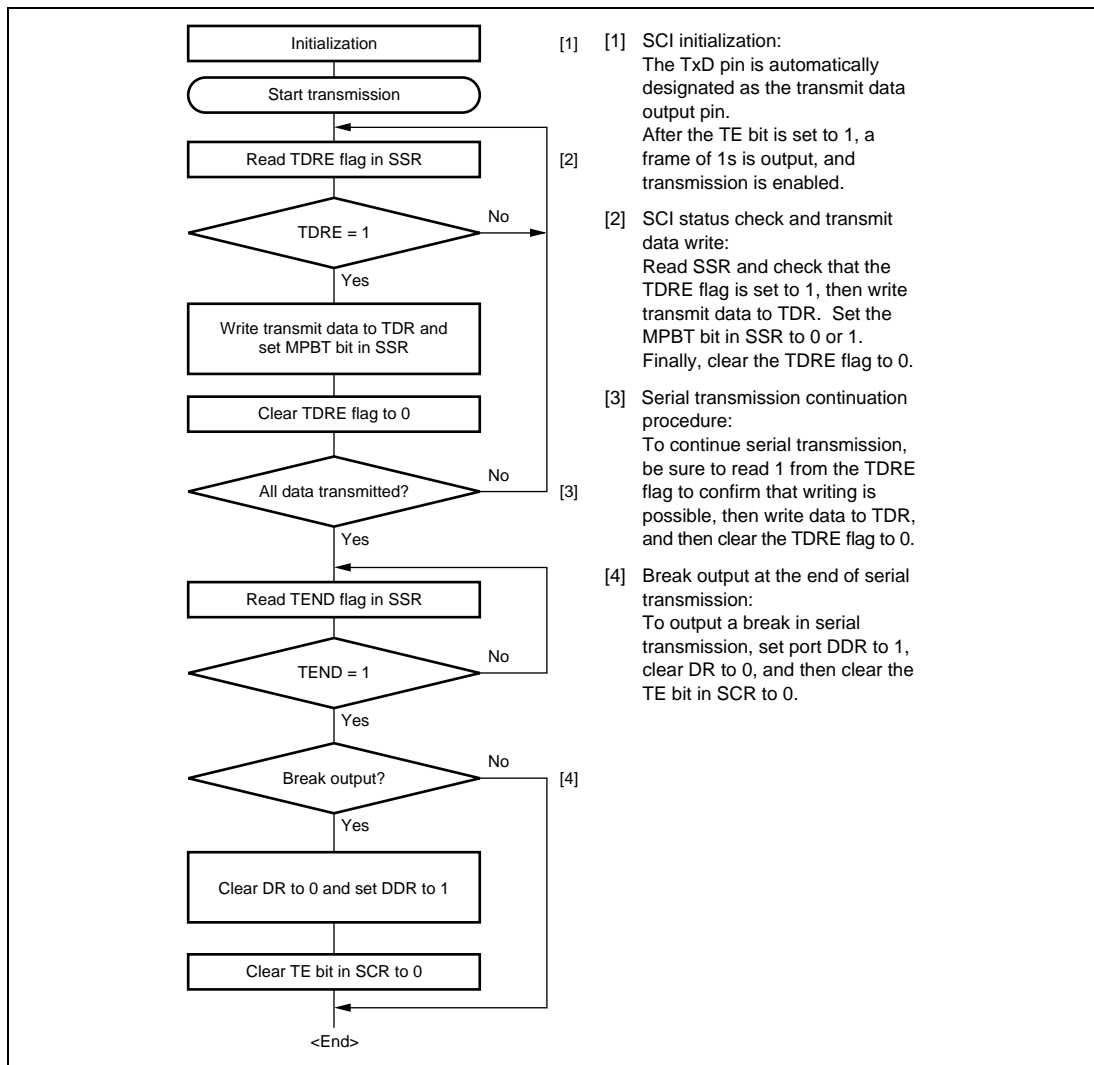 Initialization
[1]
Start transmission
Read TDRE flag in SSR
[2]
TDRE = 1
No
Yes
Write transmit data to TDR and
set MPBT bit in SSR
Clear TDRE flag to 0
All data transmitted?
No
[3]
Yes
Read TEND flag in SSR
TEND = 1
No
Yes
Break output?
No
[4]
Yes
Clear DR to 0 and set DDR to 1
Clear TE bit in SCR to 0
<End>
[1] SCI initialization:
The TxD pin is automatically
designated as the transmit data
output pin.
After the TE bit is set to 1, a
frame of 1s is output, and
transmission is enabled.
[2] SCI status check and transmit
data write:
Read SSR and check that the
TDRE flag is set to 1, then write
transmit data to TDR. Set the
MPBT bit in SSR to 0 or 1.
Finally, clear the TDRE flag to 0.
[3] Serial transmission continuation
procedure:
To continue serial transmission,
be sure to read 1 from the TDRE
flag to confirm that writing is
possible, then write data to TDR,
and then clear the TDRE flag to 0.
[4] Break output at the end of serial
transmission:
To output a break in serial
transmission, set port DDR to 1,
clear DR to 0, and then clear the
TE bit in SCR to 0.